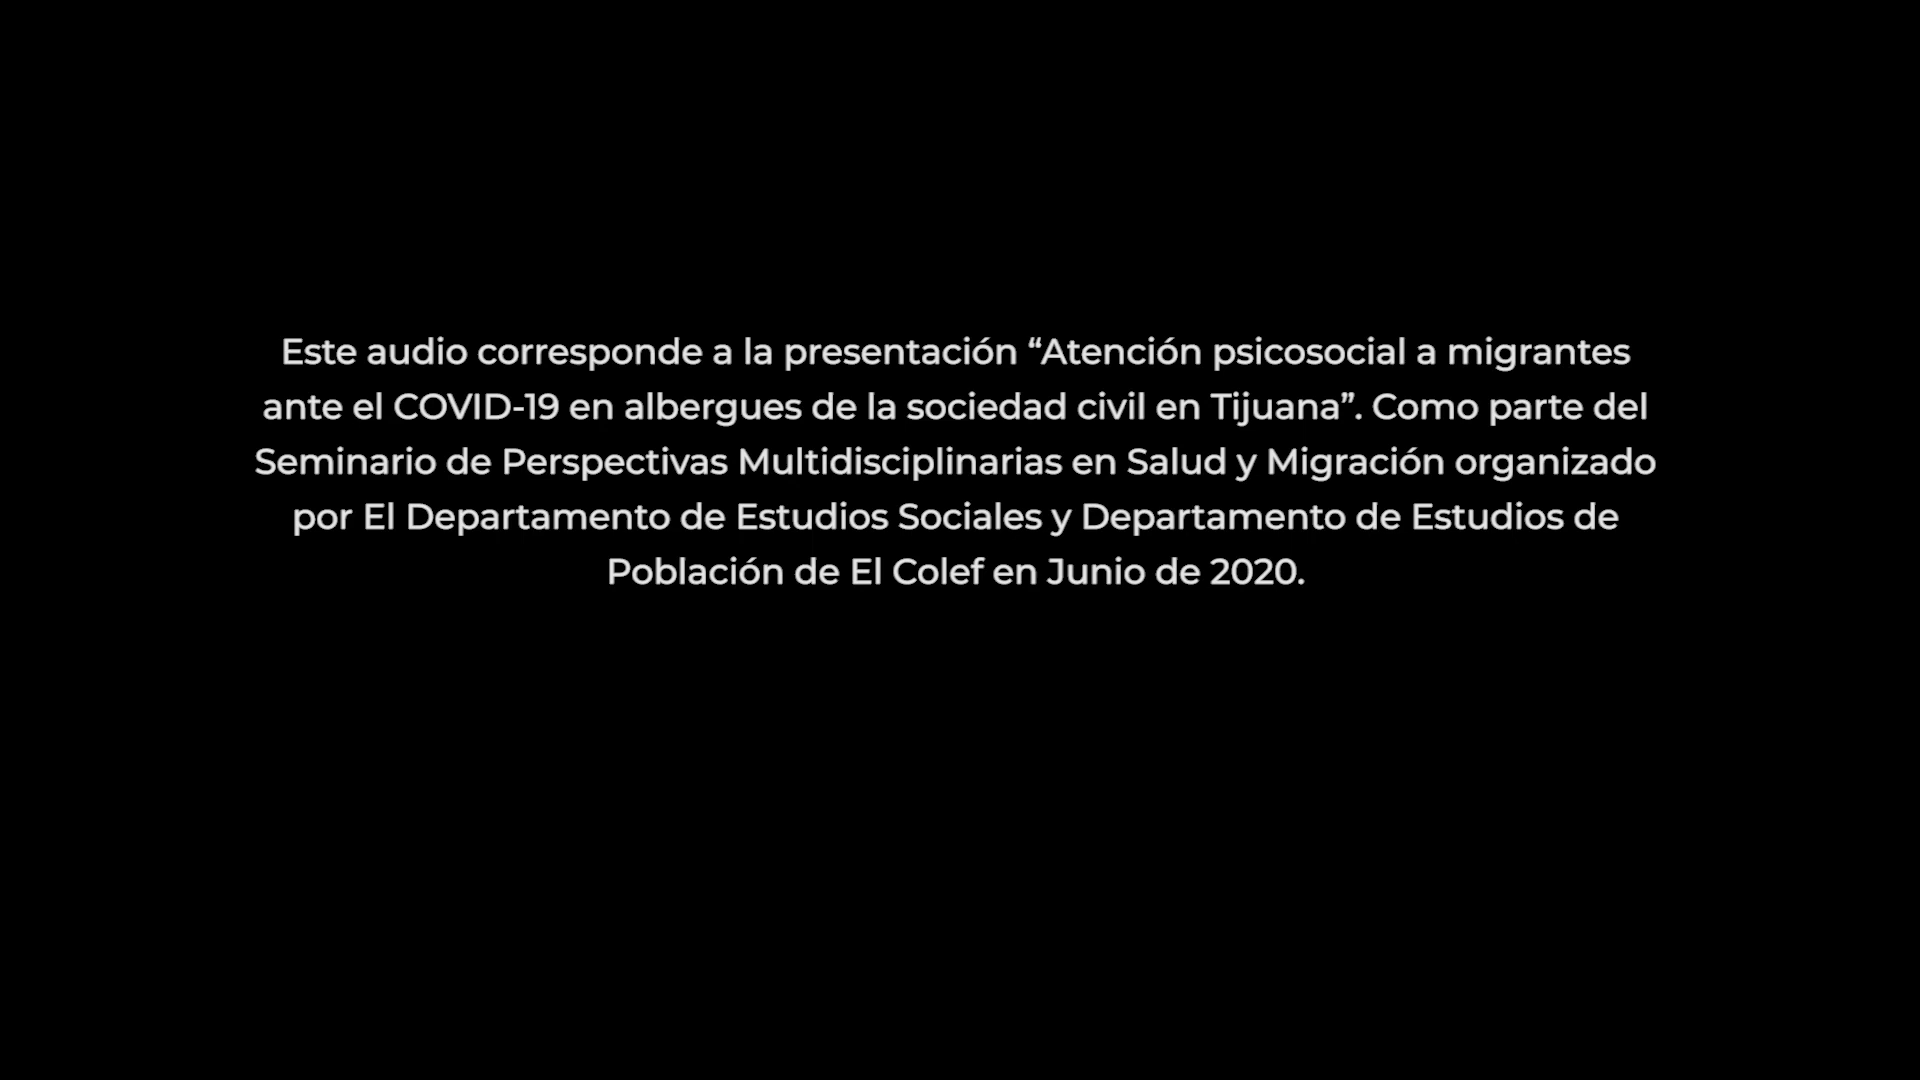 Este audio corresponde a la presentación “Atención psicosocial a migrantes
ante el COVID-19 en albergues de la sociedad civil en Tijuana”. Como parte del
Seminario de Perspectivas Multidisciplinarias en Salud y Migración organizado
por El Departamento de Estudios Sociales y Departamento de Estudios de
Población de El Colef en Junio de 2020.